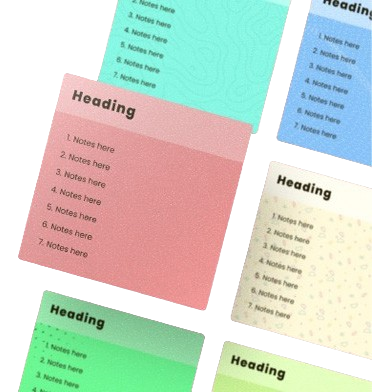 2. Notes here
3. Notes here
4. Notes here
5. Notes here
6. Notes here
7. Notes here
Heading
1. Notes here
2. Notes here
3. Notes here
4. Notes here
5. Notes here
6. Notes here
7. Notes here
Heading
1. Notes here
2. Notes here
3. Notes here
4. Notes here
5. Notes here
6. Notes here
7. Notes here
Heading
1. Notes here
2. Notes here
3. Notes here
4. Notes here
5. Notes here
6. Notes here
7. Notes here
Heading
1. Notes here
2. Notes here
3. Notes here
Heading